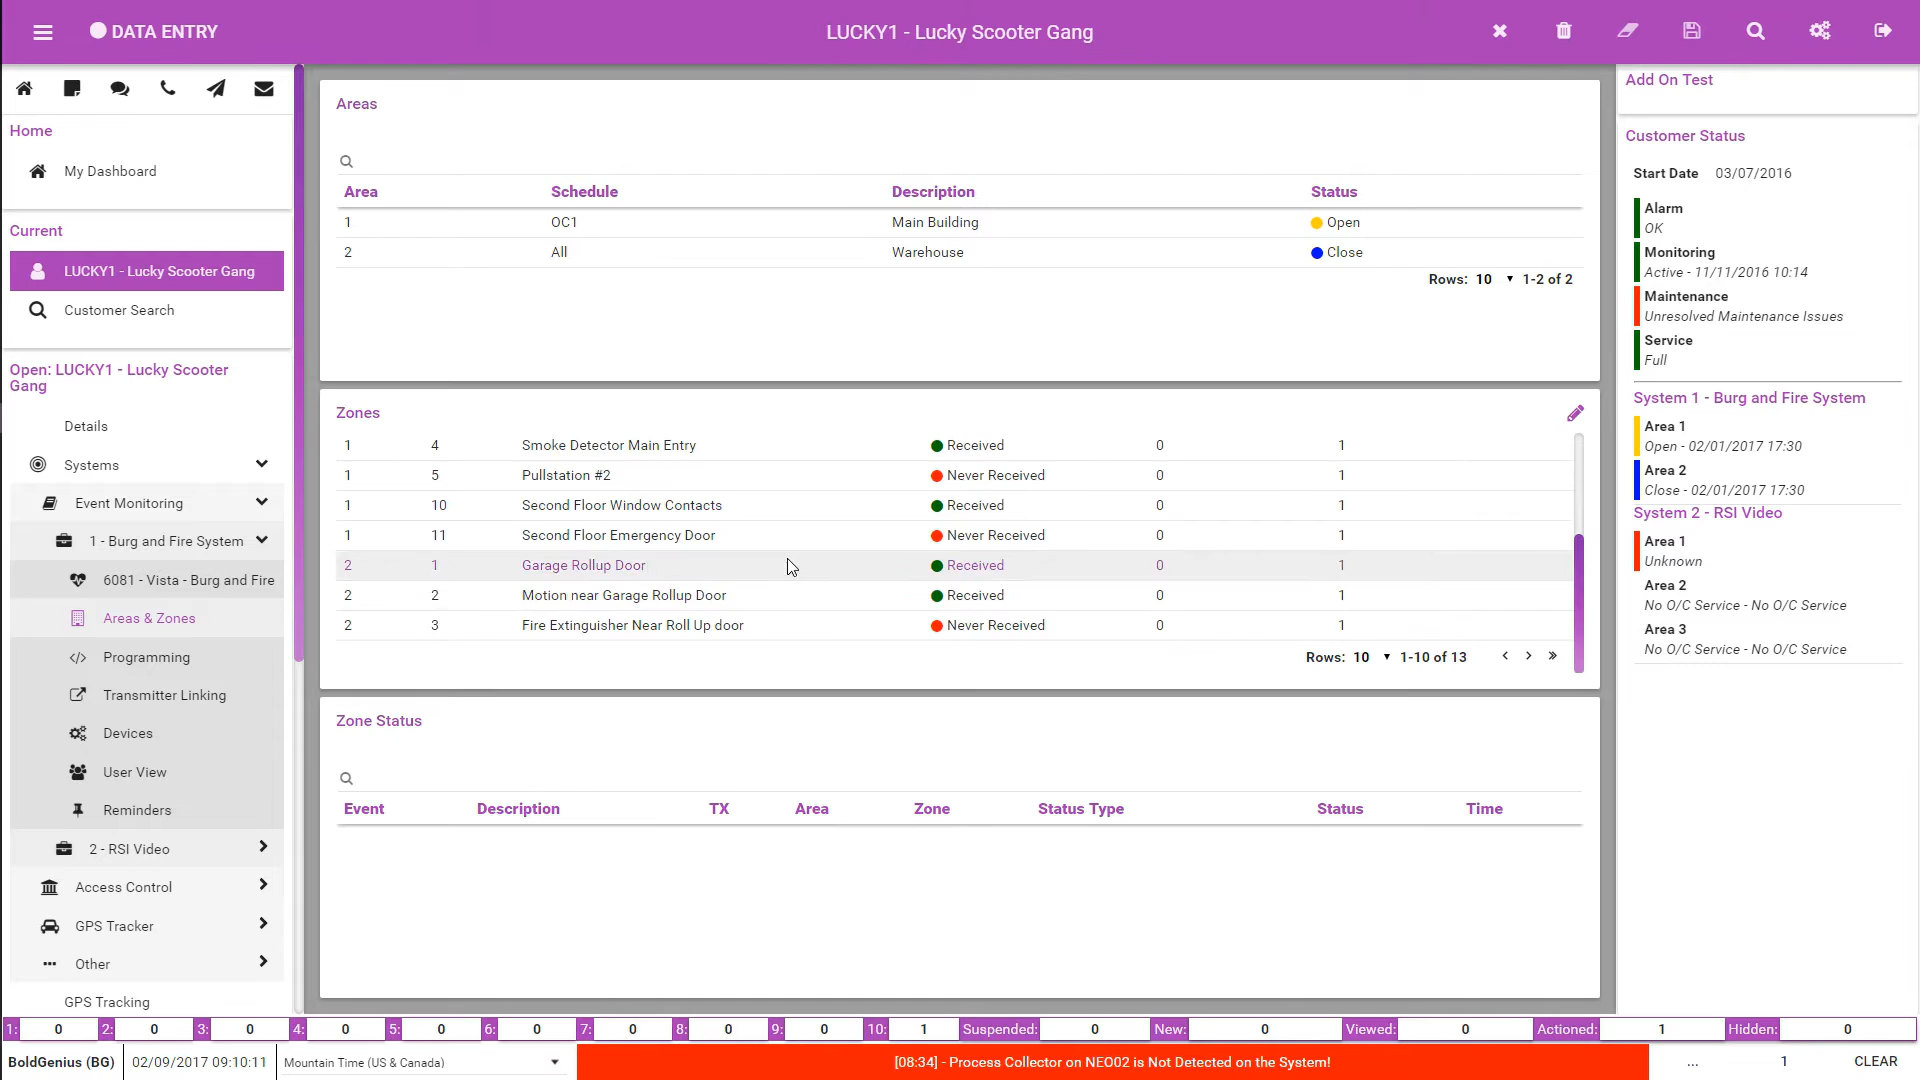 DATA ENTRY
LUCKY1 - Lucky Scooter Gang
Home
My Dashboard
Current
LUCKY1 - Lucky Scooter Gang
Customer Search
Open: LUCKY1 - Lucky Scooter
Gang
Details
Systems
Event Monitoring
1 - Burg and Fire System
6081 - Vista - Burg and Fire
Areas & Zones
Programming
Transmitter Linking
Devices
User View
Reminders
2 - RSI Video
Access Control
GPS Tracker
Other
GPS Tracking
Areas
Area Schedule Description Status
1 OC1 Main Building Open
2 All Warehouse Close
Rows: 10 1-2 of 2
Zones
1 4 Smoke Detector Main Entry Received 0 1
1 5 Pullstation #2 Never Received 0 1
1 10 Second Floor Window Contacts Received 0 1
1 11 Second Floor Emergency Door Never Received 0 1
2 1 Garage Rollup Door Received 0 1
2 2 Motion near Garage Rollup Door Received 0 1
2 3 Fire Extinguisher Near Roll Up door Never Received 0 1
Rows: 10 1-10 of 13
Zone Status
Event Description TX Area Zone Status Type Status Time
Add On Test
Customer Status
Start Date 03/07/2016
Alarm
OK
Monitoring
Active - 11/11/2016 10:14
Maintenance
Unresolved Maintenance Issues
Service
Full
System 1 - Burg and Fire System
Area 1
Open - 02/01/2017 17:30
Area 2
Close - 02/01/2017 17:30
System 2 - RSI Video
Area 1
Unknown
Area 2
No O/C Service - No O/C Service
Area 3
No O/C Service - No O/C Service
1: 0 2: 0 3: 0 4: 0 5: 0 6: 0 7: 0 8: 0 9: 0 10: 1 Suspended: 0 New: 0 Viewed: 0 Actioned: 1 Hidden: 0
BoldGenius (BG) 02/09/2017 09:10:11 Mountain Time (US & Canada) [08:34] - Process Collector on NEO02 is Not Detected on the System! ... 1 CLEAR